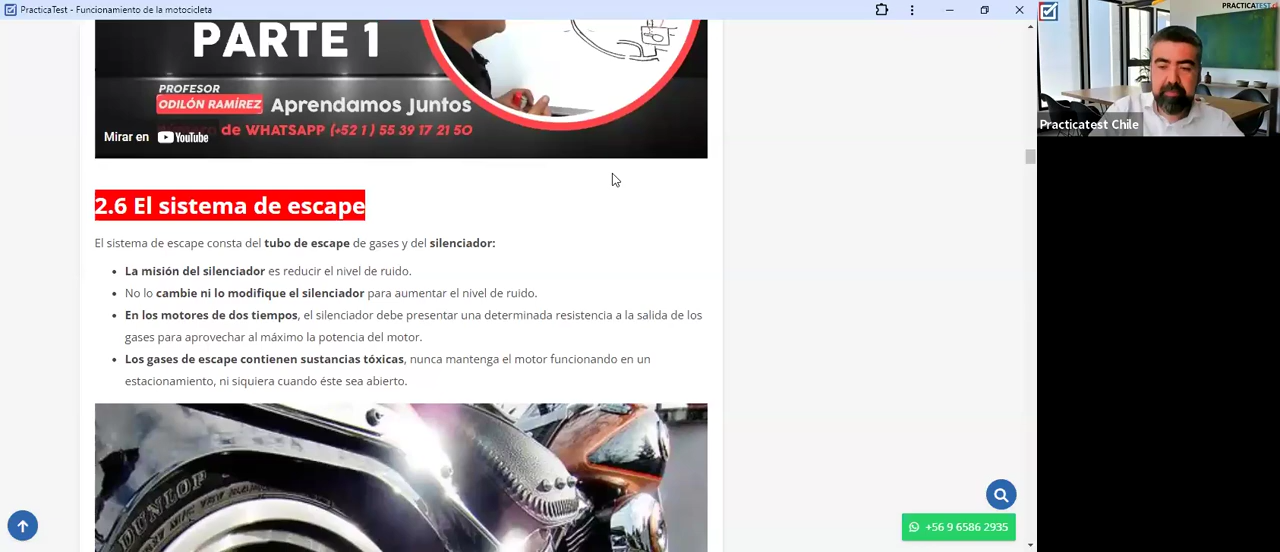 PracticaTest - Funcionamiento de la motocicleta
PRACTICATEST
PARTE 1
PROFESOR
ODILÓN RAMÍREZ Aprendamos Juntos
de WHATSAPP (+52 1 ) 55 39 17 21 50
Mirar en YouTube
Practicatest Chile
2.6 El sistema de escape
El sistema de escape consta del tubo de escape de gases y del silenciador:
• La misión del silenciador es reducir el nivel de ruido.
• No lo cambie ni lo modifique el silenciador para aumentar el nivel de ruido.
• En los motores de dos tiempos, el silenciador debe presentar una determinada resistencia a la salida de los
gases para aprovechar al máximo la potencia del motor.
• Los gases de escape contienen sustancias tóxicas, nunca mantenga el motor funcionando en un
estacionamiento, ni siquiera cuando éste sea abierto.
DUNLOP
+56 9 6586 2935